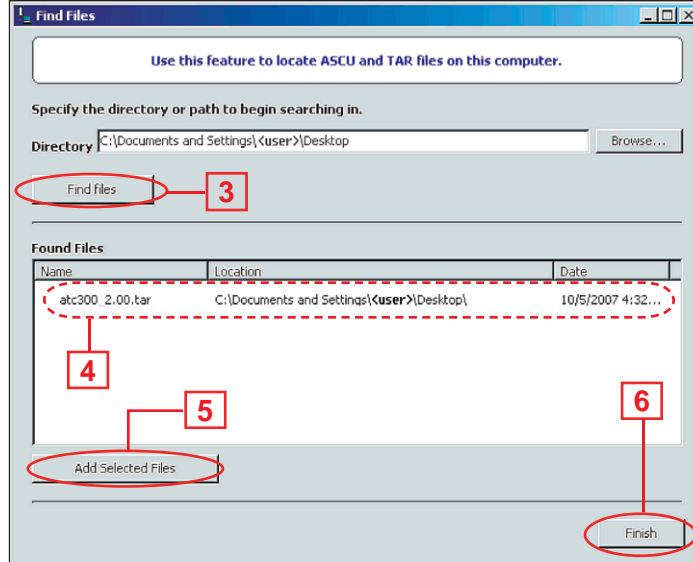 Find Files
Use this feature to locate ASCU and TAR files on this computer.
Specify the directory or path to begin searching in.
Directory C:\Documents and Settings\<user>\Desktop Browse...
Find files 3
Found Files
Name Location Date
atc300_2.00.tar C:\Documents and Settings\<user>\Desktop\ 10/5/2007 4:32...
4
5 6
Add Selected Files
Finish